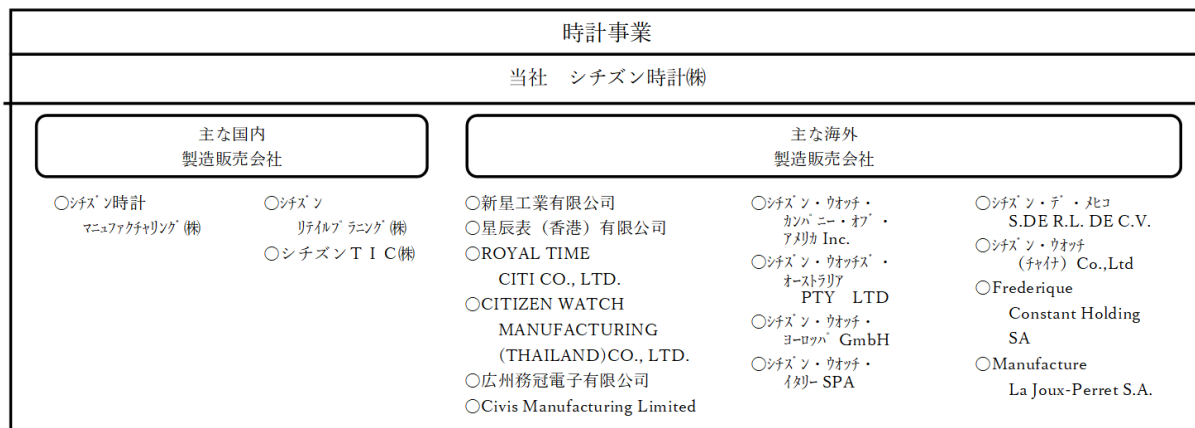 時計事業
当社　シチズン時計㈱
主な国内
製造販売会社
○ｼﾁｽﾞﾝ時計
ﾏﾆｭﾌｧｸﾁｬﾘﾝｸﾞ㈱
○ｼﾁｽﾞﾝ
ﾘﾃｲﾙﾌﾟﾗﾆﾝｸﾞ㈱
○シチズンＴＩＣ㈱
主な海外
製造販売会社
○新星工業有限公司
○星辰表（香港）有限公司
○ROYAL TIME
CITI CO., LTD.
○CITIZEN WATCH
MANUFACTURING
(THAILAND)CO., LTD.
○広州務冠電子有限公司
○Civis Manufacturing Limited
○ｼﾁｽﾞﾝ・ｳｵｯﾁ・
ｶﾝﾊﾟﾆｰ・ｵﾌﾞ・
ｱﾒﾘｶ Inc.
○ｼﾁｽﾞﾝ・ｳｵｯﾁｽﾞ・
ｵｰｽﾄﾗﾘｱ
PTY　LTD
○ｼﾁｽﾞﾝ・ｳｵｯﾁ・
ﾖｰﾛｯﾊﾟ GmbH
○ｼﾁｽﾞﾝ・ｳｵｯﾁ・
ｲﾀﾘｰ SPA
○ｼﾁｽﾞﾝ・ﾃﾞ・ﾒﾋｺ
S.DE R.L. DE C.V.
○ｼﾁｽﾞﾝ・ｳｵｯﾁ
（ﾁｬｲﾅ）Co.,Ltd
○Frederique
Constant Holding
SA
○Manufacture
La Joux-Perret S.A.